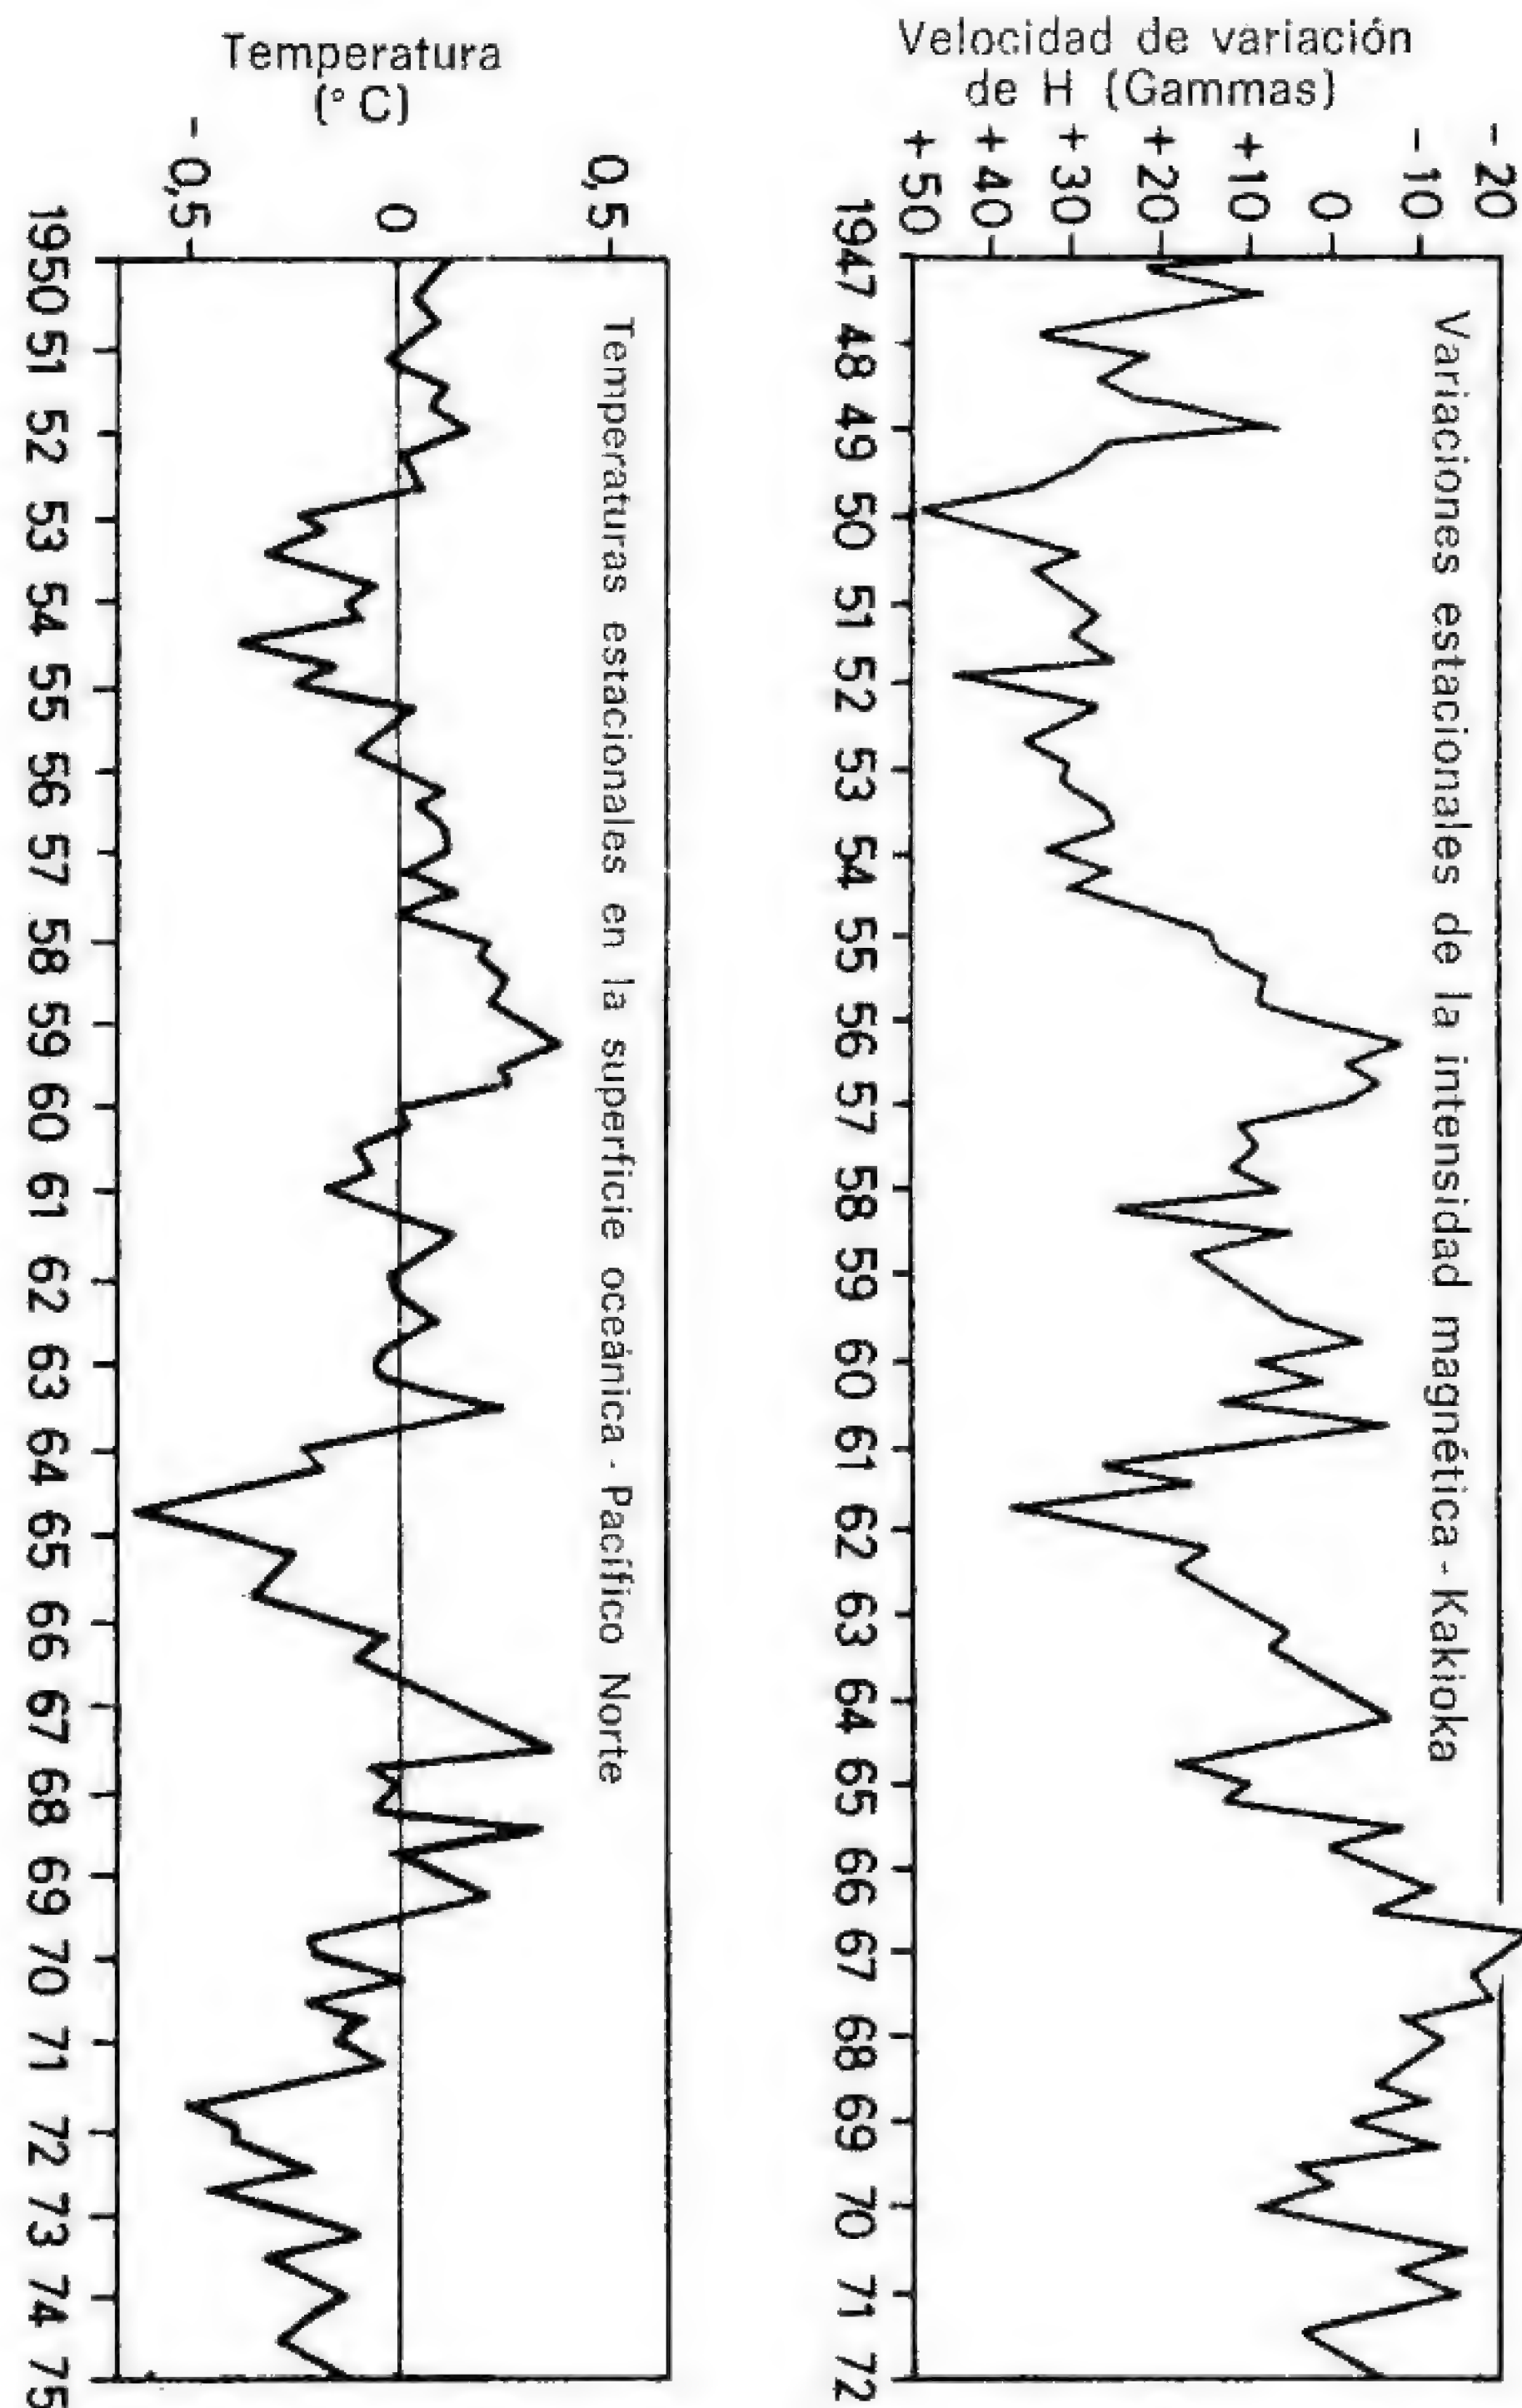 Velocidad de variación
de H (Gammas)
- 20
- 10
0
+10
+20
+30
+40
+50
Variaciones estacionales de la intensidad magnética - Kakioka
1947 48 49 50 51 52 53 54 55 56 57 58 59 60 61 62 63 64 65 66 67 68 69 70 71 72
Temperatura
(°C)
0,5
0
- 0,5
Temperaturas estacionales en la superficie oceánica - Pacífico Norte
1950 51 52 53 54 55 56 57 58 59 60 61 62 63 64 65 66 67 68 69 70 71 72 73 74 75